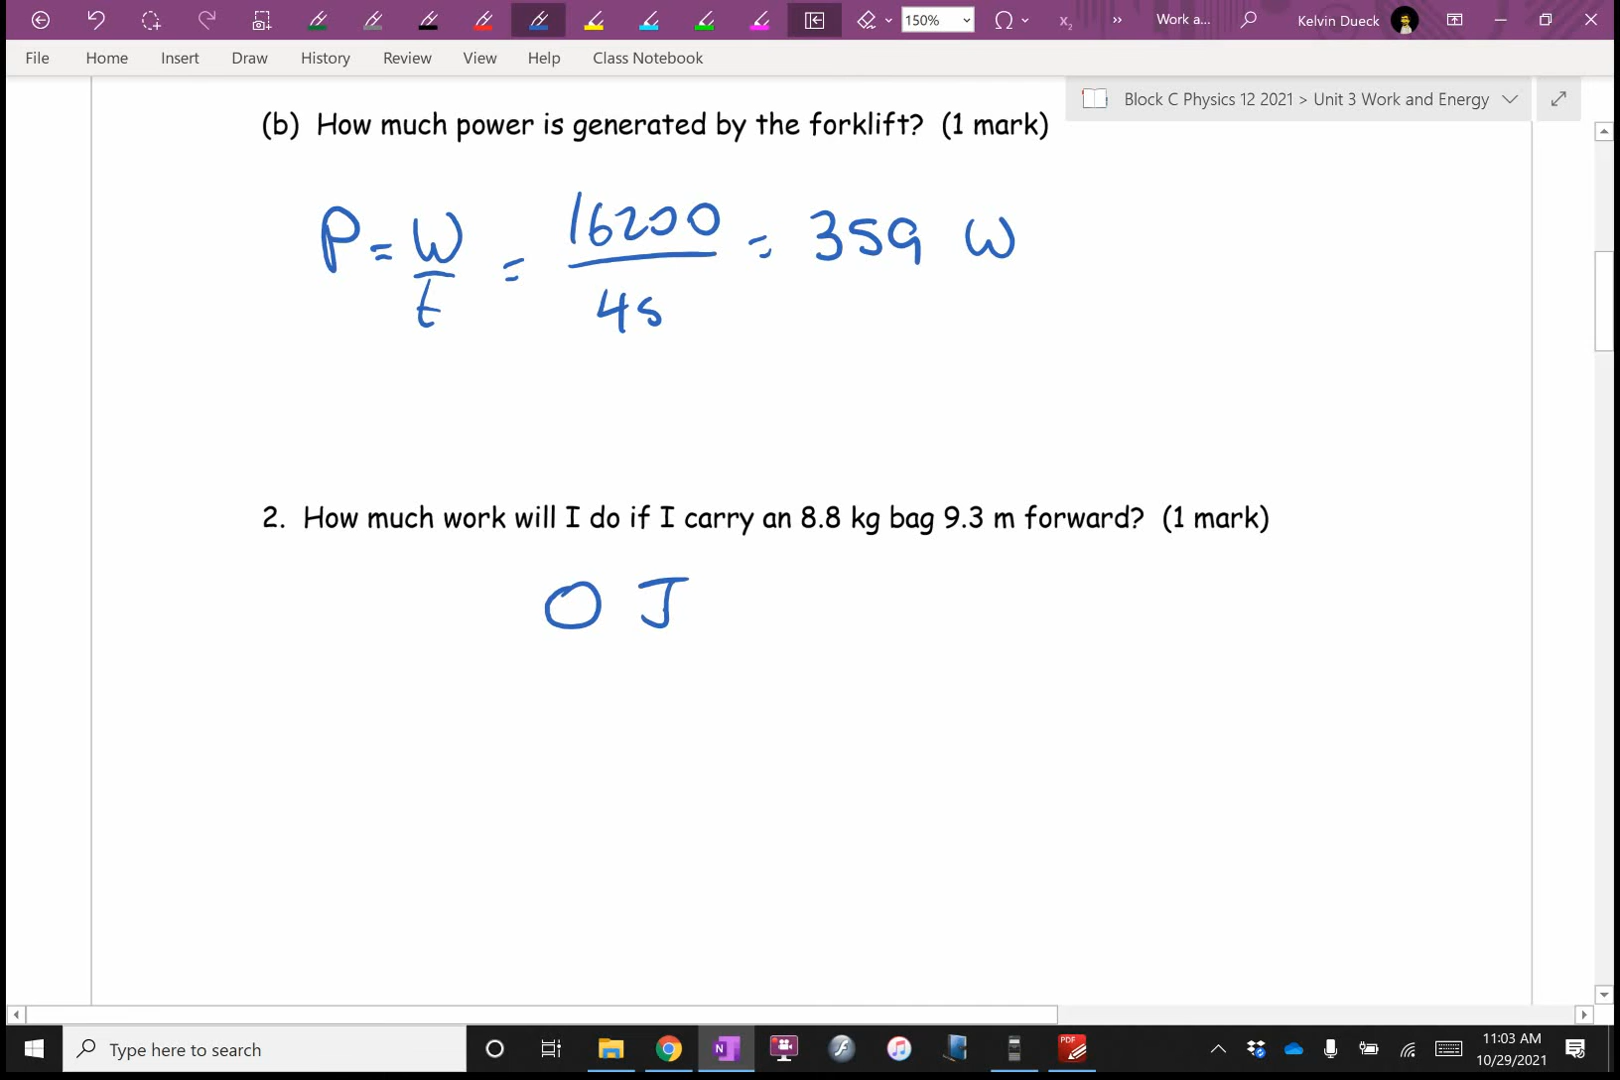 150%
Work a...
Kelvin Dueck
File
Home
Insert
Draw
History
Review
View
Help
Class Notebook
Block C Physics 12 2021 > Unit 3 Work and Energy
(b) How much power is generated by the forklift? (1 mark)
P = W/t = 16200/4s = 359 W
2. How much work will I do if I carry an 8.8 kg bag 9.3 m forward? (1 mark)
0 J
Type here to search
PDF
11:03 AM
10/29/2021